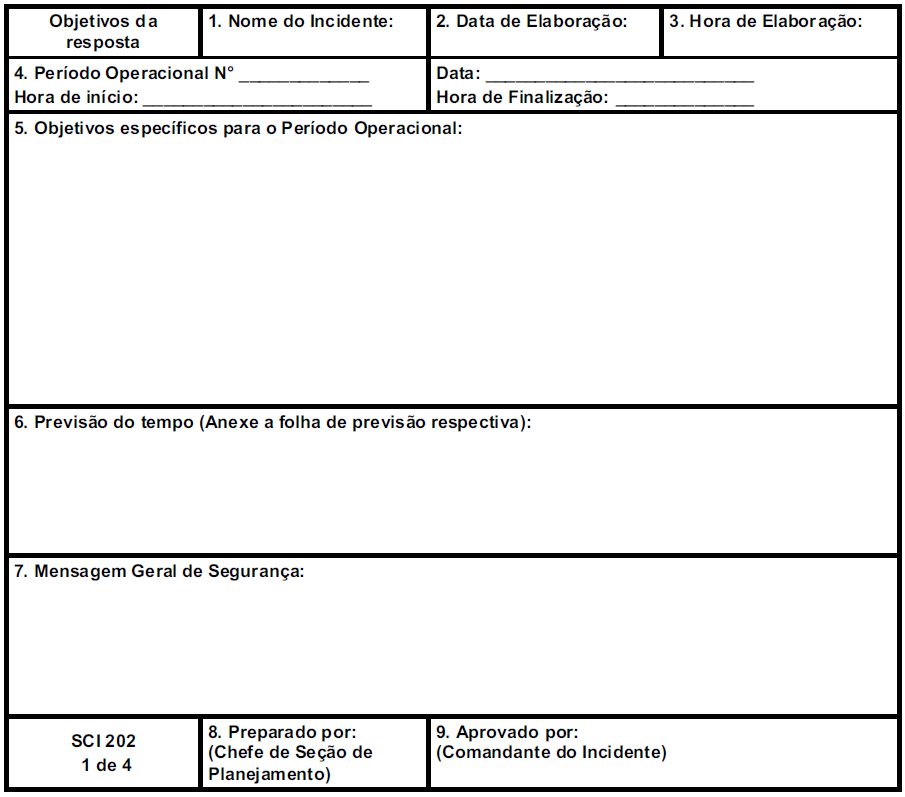 Objetivos da
resposta
1. Nome do Incidente:
2. Data de Elaboração:
3. Hora de Elaboração:
4. Período Operacional N° _____________
Hora de início: _______________________
Data: ___________________________
Hora de Finalização: ______________
5. Objetivos específicos para o Período Operacional:
6. Previsão do tempo (Anexe a folha de previsão respectiva):
7. Mensagem Geral de Segurança:
SCI 202
1 de 4
8. Preparado por:
(Chefe de Seção de
Planejamento)
9. Aprovado por:
(Comandante do Incidente)